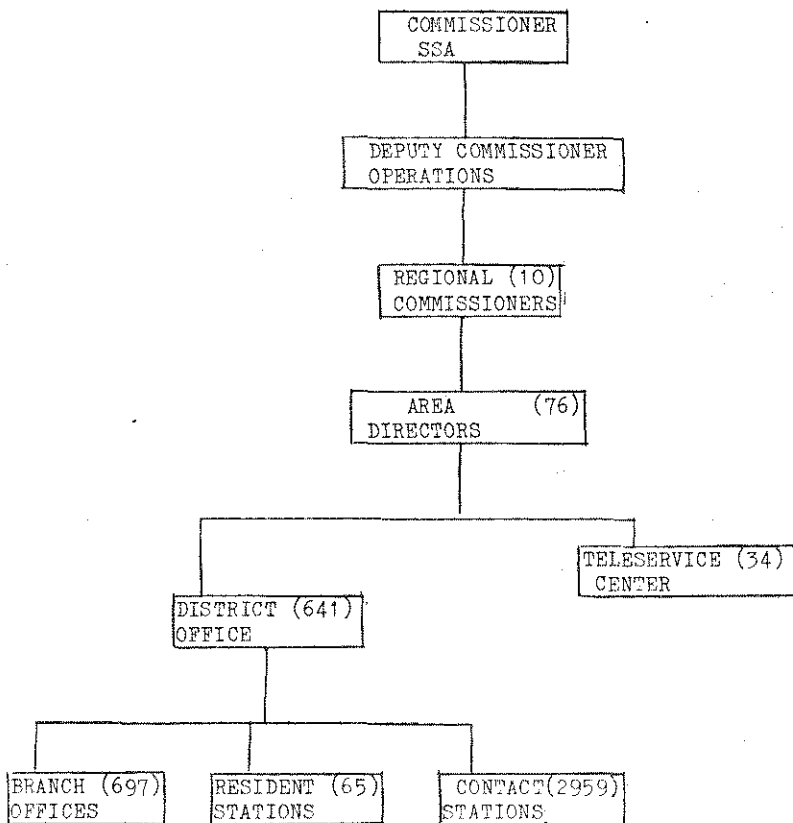 COMMISSIONER
SSA
DEPUTY COMMISSIONER
OPERATIONS
REGIONAL (10)
COMMISSIONERS
AREA (76)
DIRECTORS
TELESERVICE (34)
CENTER
DISTRICT (641)
OFFICE
BRANCH (697)
OFFICES
RESIDENT (65)
STATIONS
CONTACT(2959)
STATIONS